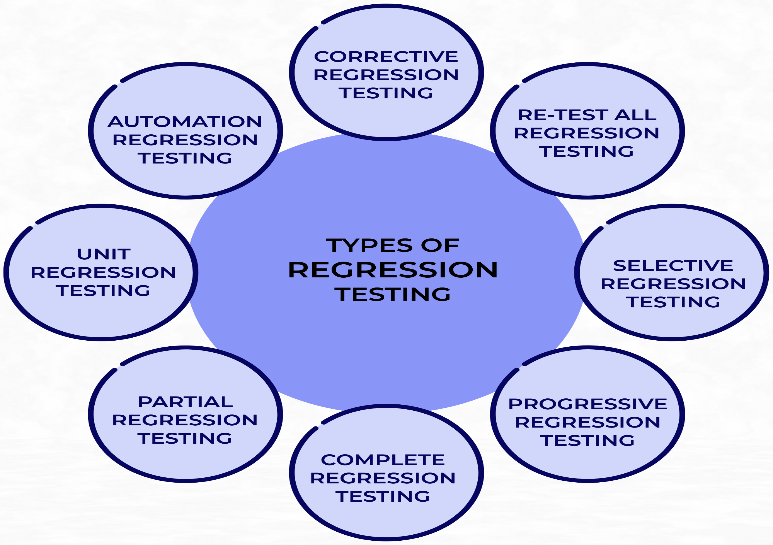 CORRECTIVE
REGRESSION
TESTING
RE-TEST ALL
REGRESSION
TESTING
SELECTIVE
REGRESSION
TESTING
PROGRESSIVE
REGRESSION
TESTING
COMPLETE
REGRESSION
TESTING
PARTIAL
REGRESSION
TESTING
UNIT
REGRESSION
TESTING
AUTOMATION
REGRESSION
TESTING
TYPES OF
REGRESSION
TESTING